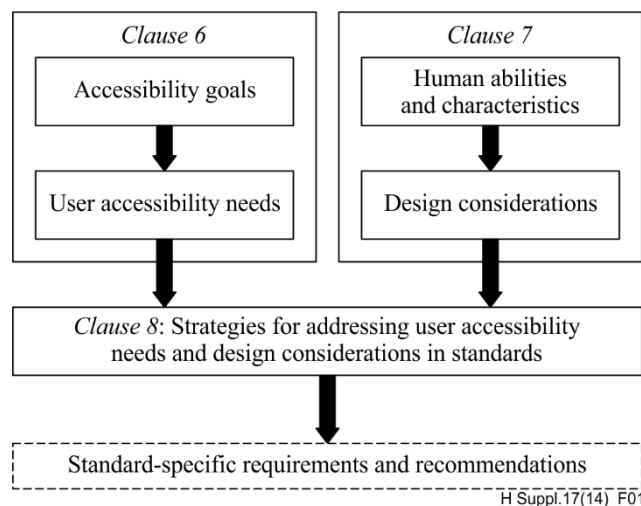 Clause 6
Accessibility goals
User accessibility needs
Clause 7
Human abilities
and characteristics
Design considerations
Clause 8: Strategies for addressing user accessibility
needs and design considerations in standards
Standard-specific requirements and recommendations
H Suppl.17(14)_F01